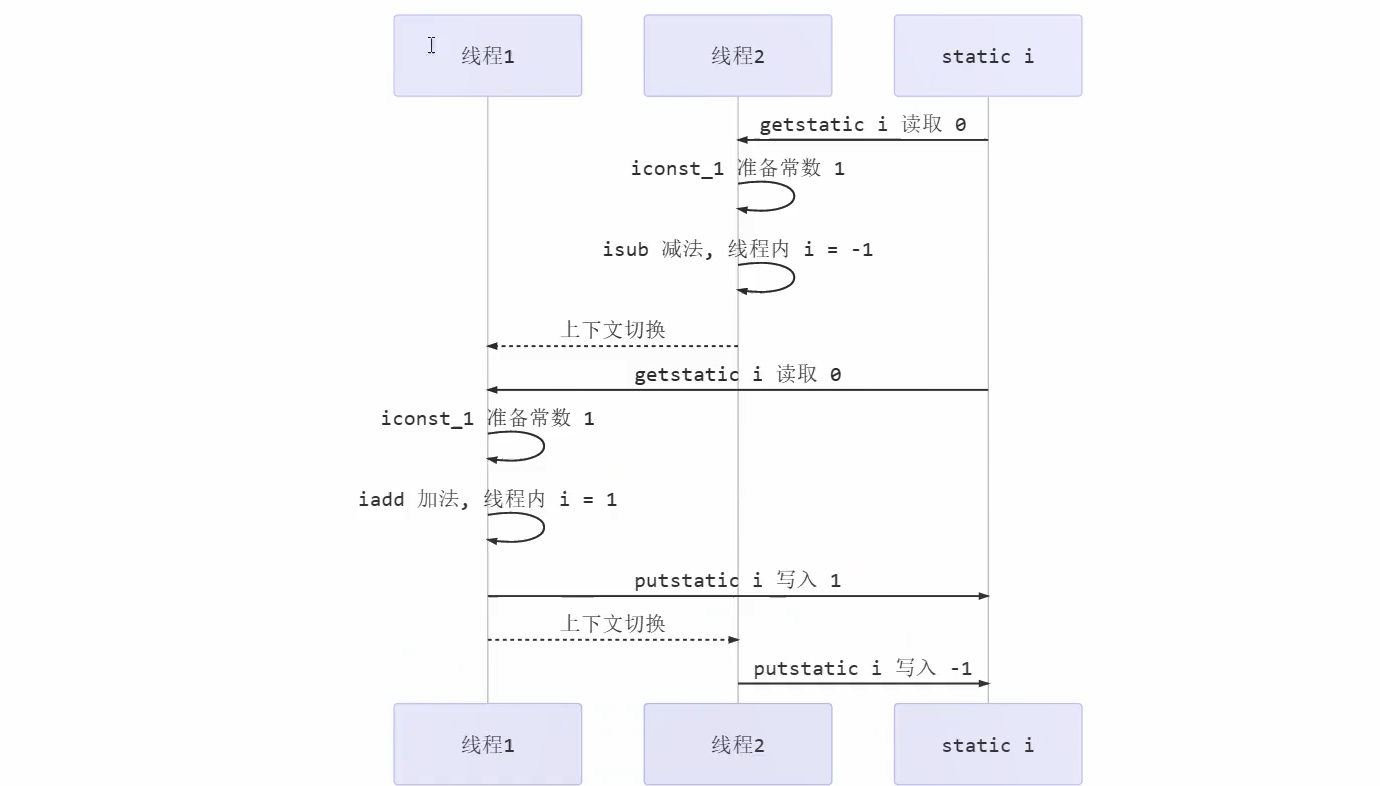 线程1
线程2
static i
getstatic i 读取 0
iconst_1 准备常数 1
isub 减法, 线程内 i = -1
上下文切换
getstatic i 读取 0
iconst_1 准备常数 1
iadd 加法, 线程内 i = 1
putstatic i 写入 1
上下文切换
putstatic i 写入 -1
线程1
线程2
static i